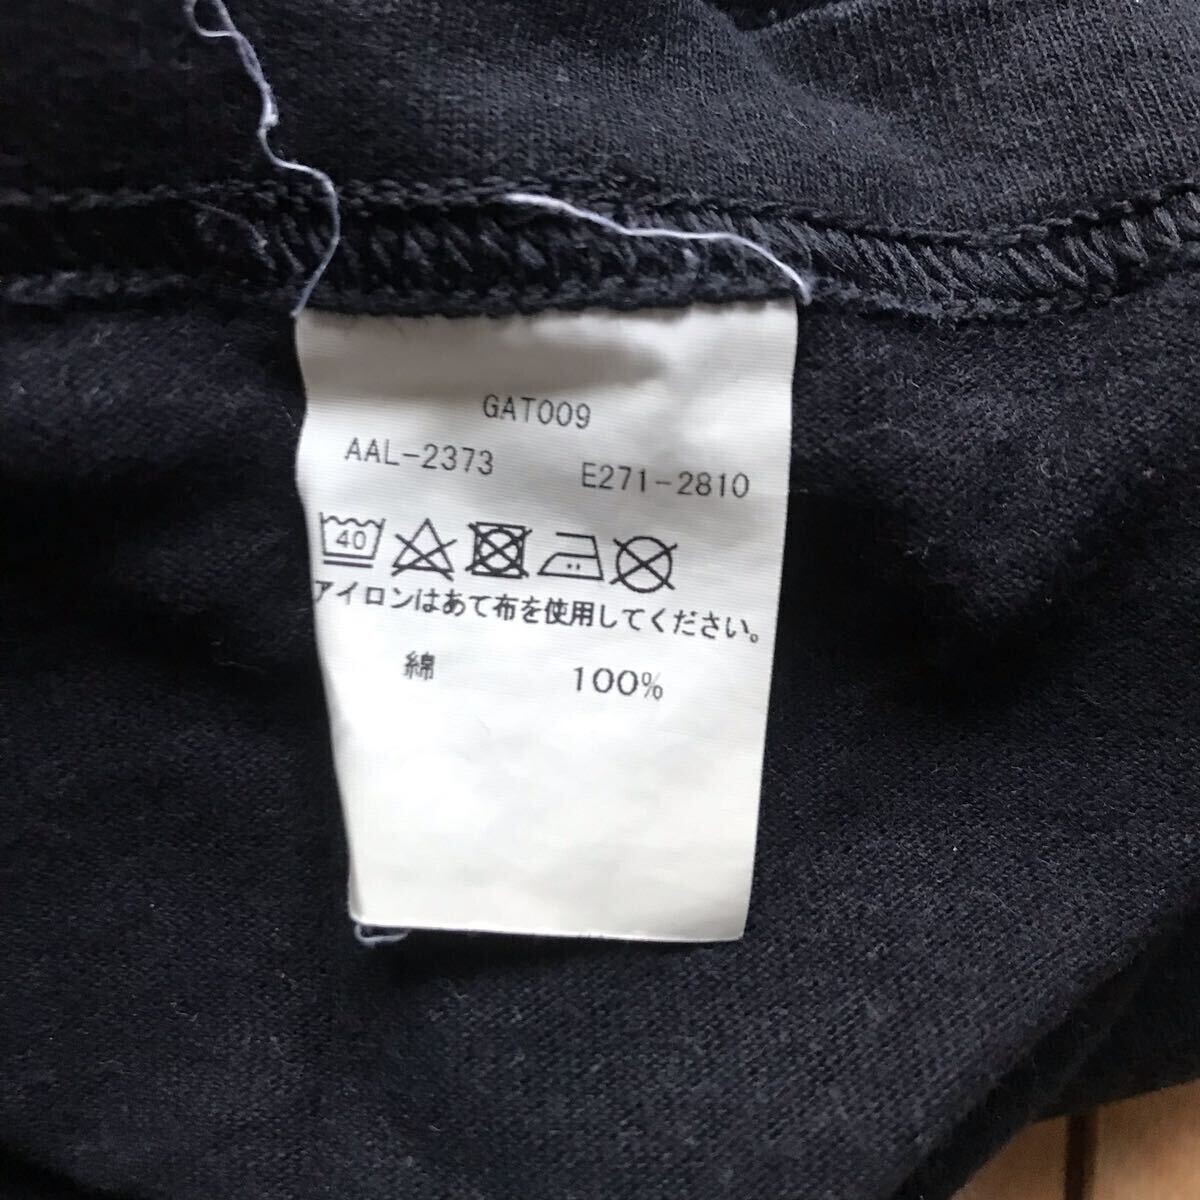 GAT009
AAL-2373 E271-2810
40
アイロンはあて布を使用してください。
綿 100%